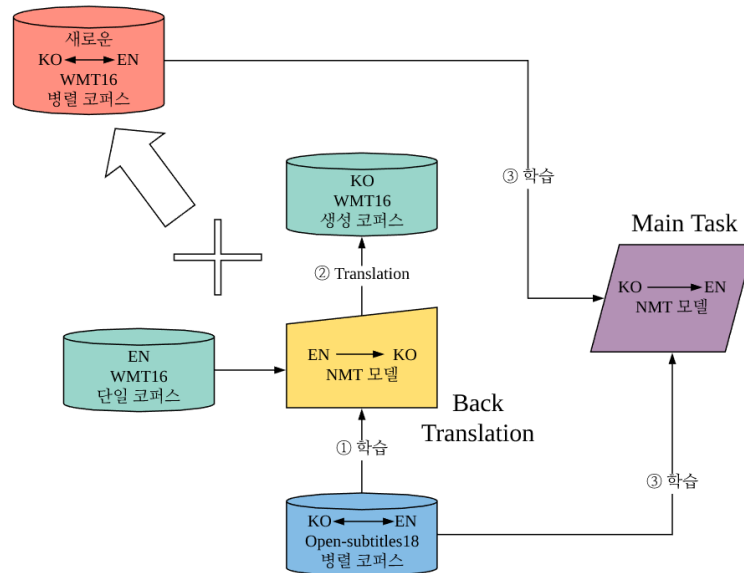 새로운
KO EN
WMT16
병렬 코퍼스
KO
WMT16
생성 코퍼스
③ 학습
Main Task
② Translation
KO EN
NMT 모델
EN
WMT16
단일 코퍼스
EN KO
NMT 모델
Back
Translation
① 학습
③ 학습
KO EN
Open-subtitles18
병렬 코퍼스